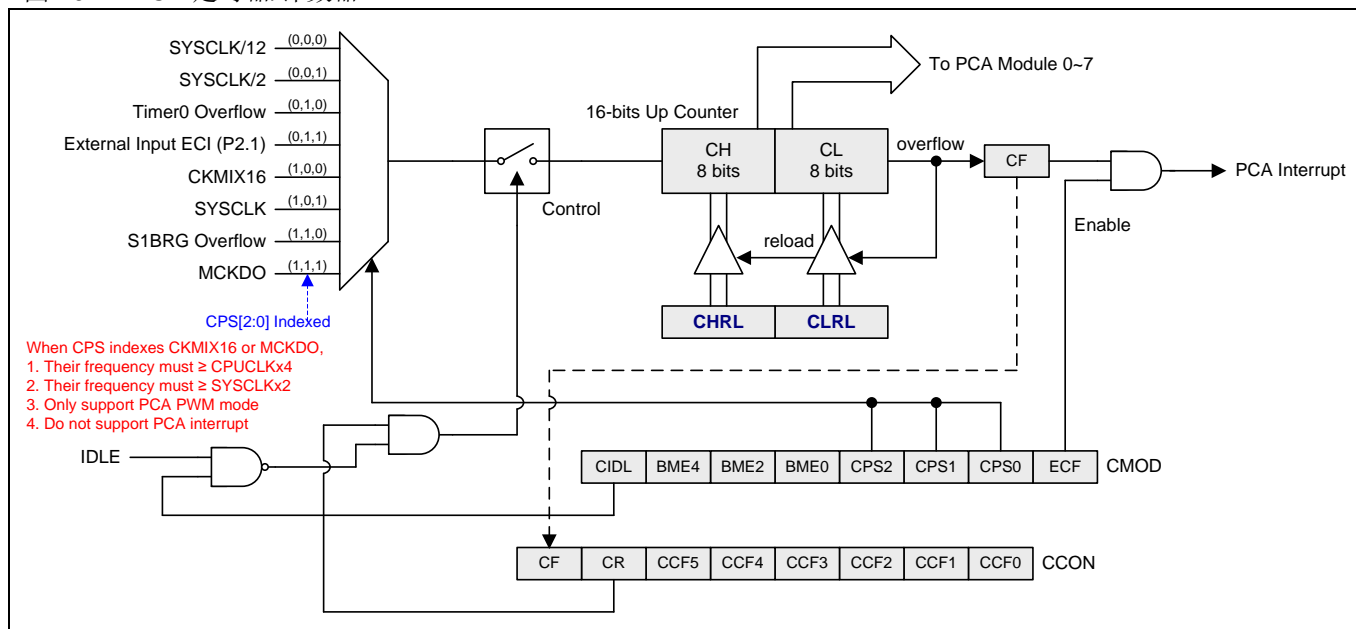 SYSCLK/12 (0,0,0)
SYSCLK/2 (0,0,1)
Timer0 Overflow (0,1,0)
External Input ECI (P2.1) (0,1,1)
CKMIX16 (1,0,0)
SYSCLK (1,0,1)
S1BRG Overflow (1,1,0)
MCKDO (1,1,1)
CPS[2:0] Indexed
When CPS indexes CKMIX16 or MCKDO,
1. Their frequency must ≥ CPUCLKx4
2. Their frequency must ≥ SYSCLKx2
3. Only support PCA PWM mode
4. Do not support PCA interrupt
IDLE
Control
16-bits Up Counter
To PCA Module 0~7
CH
8 bits
CL
8 bits
overflow
CF
PCA Interrupt
Enable
reload
CHRL CLRL
CIDL BME4 BME2 BME0 CPS2 CPS1 CPS0 ECF CMOD
CF CR CCF5 CCF4 CCF3 CCF2 CCF1 CCF0 CCON